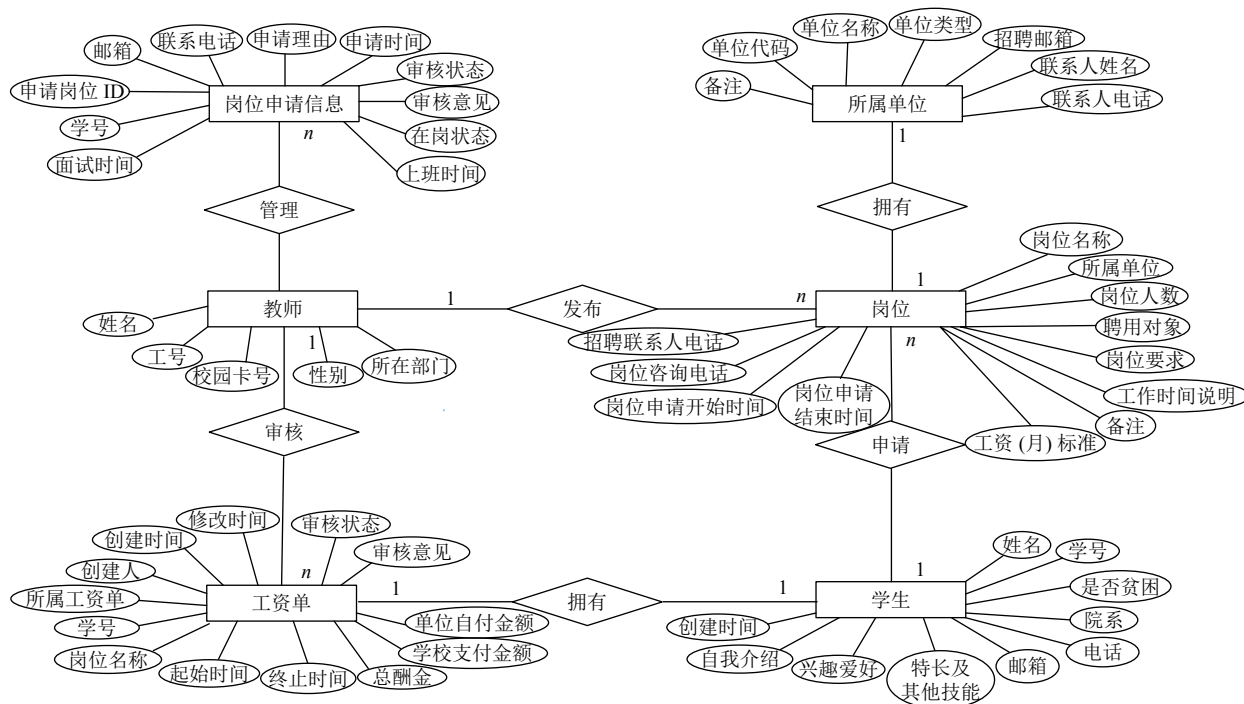 联系电话
申请理由
申请时间
邮箱
审核状态
申请岗位 ID
岗位申请信息
审核意见
学号
n
在岗状态
面试时间
上班时间
管理
单位名称
单位类型
单位代码
招聘邮箱
联系人姓名
备注
所属单位
联系人电话
1
拥有
岗位名称
1
所属单位
教师
1
发布
n
岗位
岗位人数
姓名
聘用对象
工号
1
招聘联系人电话
n
校园卡号
性别
所在部门
岗位要求
岗位咨询电话
工作时间说明
岗位申请开始时间
岗位申请
结束时间
备注
审核
申请
工资 (月) 标准
修改时间
审核状态
创建时间
审核意见
创建人
n
所属工资单
工资单
1
拥有
1
学号
单位自付金额
岗位名称
学校支付金额
起始时间
终止时间
总酬金
姓名
学号
1
是否贫困
学生
院系
创建时间
电话
自我介绍
兴趣爱好
特长及
其他技能
邮箱